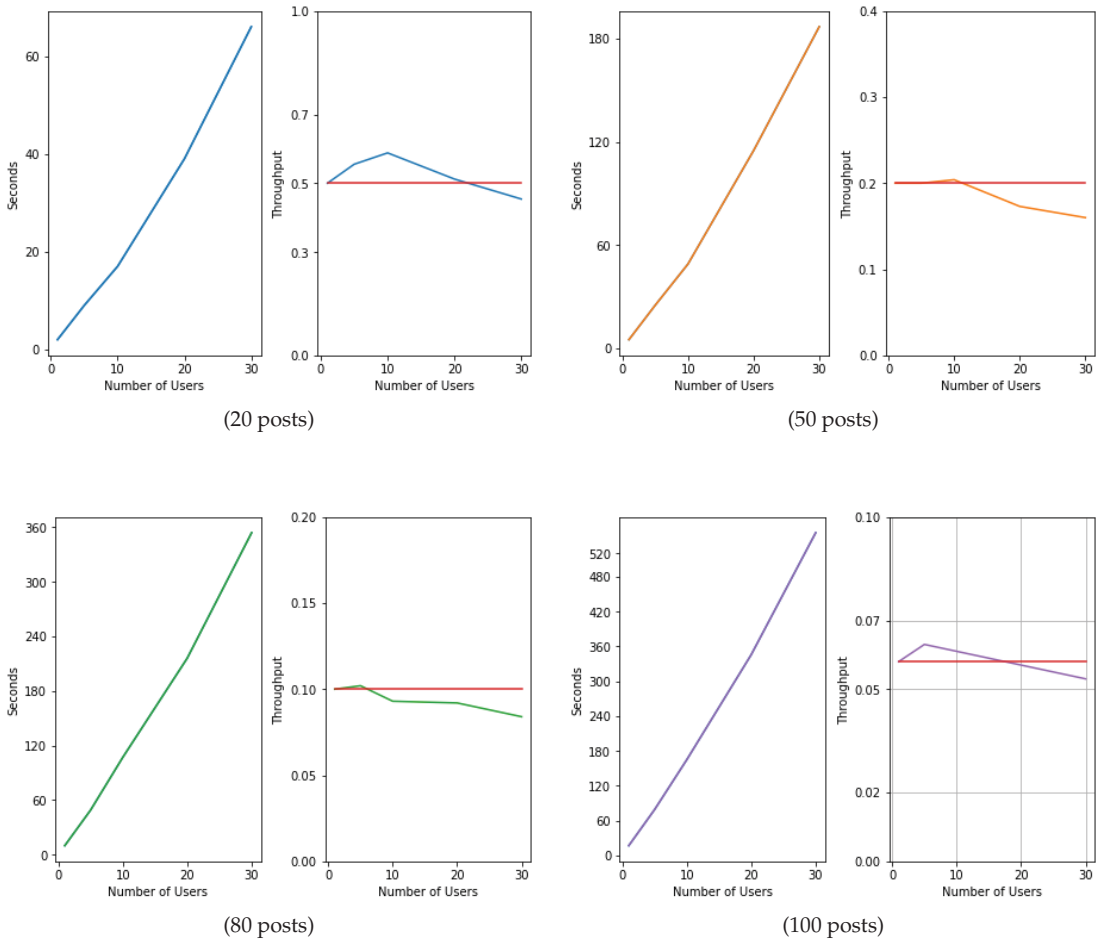 60
40
20
0
Seconds
0 10 20 30
Number of Users
1.0
0.7
0.5
0.3
0.0
Throughput
0 10 20 30
Number of Users
(20 posts)
180
120
60
0
Seconds
0 10 20 30
Number of Users
0.4
0.3
0.2
0.1
0.0
Throughput
0 10 20 30
Number of Users
(50 posts)
360
300
240
180
120
60
0
Seconds
0 10 20 30
Number of Users
0.20
0.15
0.10
0.05
0.00
Throughput
0 10 20 30
Number of Users
(80 posts)
520
480
420
360
300
240
180
120
60
0
Seconds
0 10 20 30
Number of Users
0.10
0.07
0.05
0.02
0.00
Throughput
0 10 20 30
Number of Users
(100 posts)